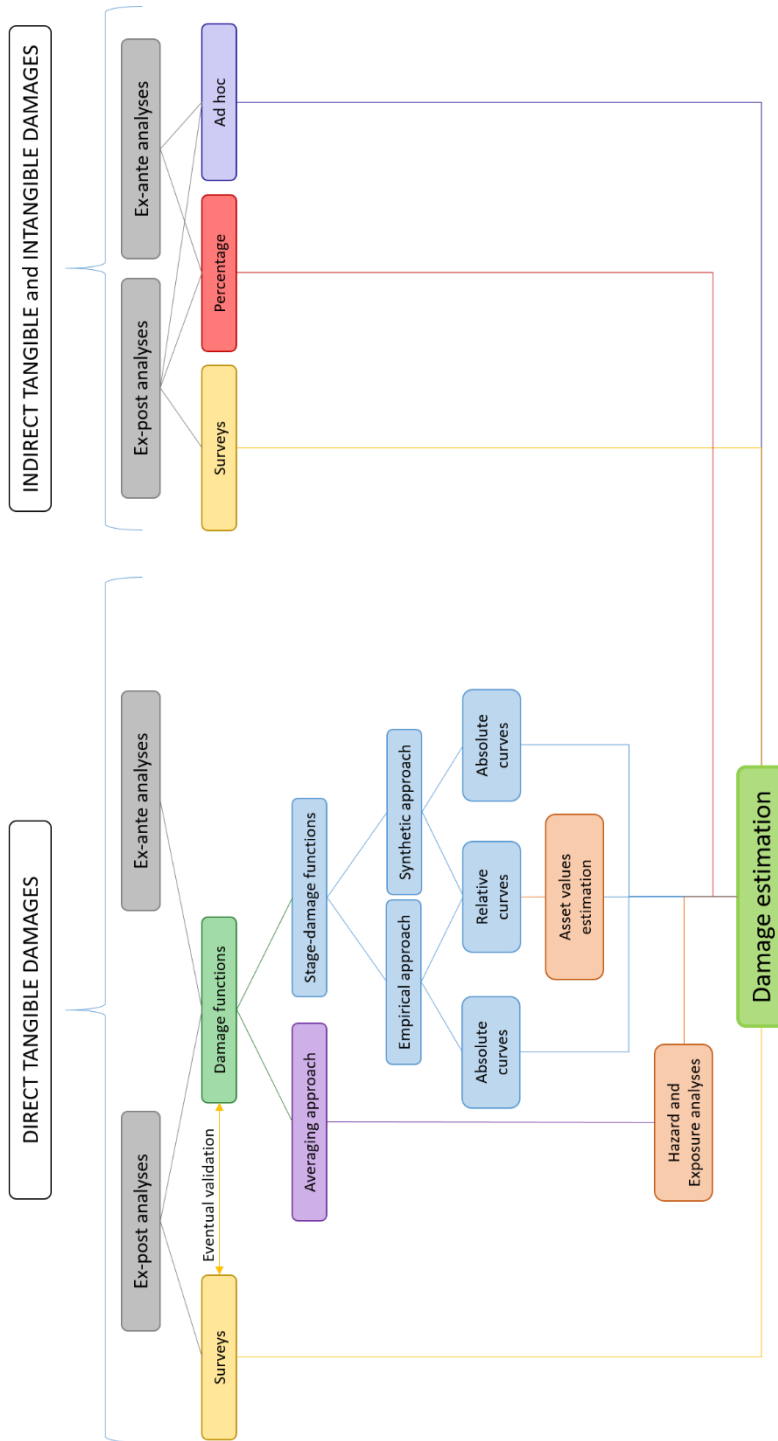 DIRECT TANGIBLE DAMAGES
INDIRECT TANGIBLE and INTANGIBLE DAMAGES
Ex-post analyses
Ex-ante analyses
Ex-post analyses
Ex-ante analyses
Surveys
Eventual validation
Damage functions
Surveys
Percentage
Ad hoc
Averaging approach
Stage-damage functions
Empirical approach
Synthetic approach
Absolute
curves
Relative
curves
Absolute
curves
Asset values
estimation
Hazard and
Exposure analyses
Damage estimation